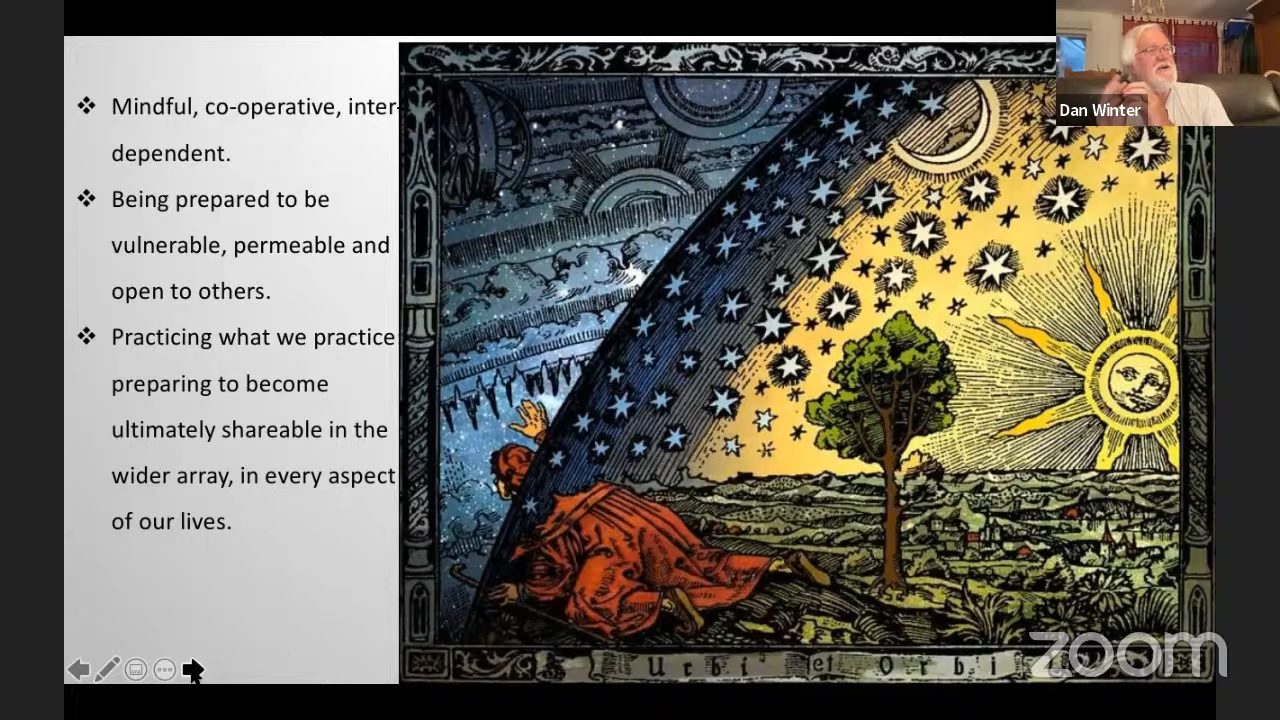 Mindful, co-operative, inter-
dependent.
Being prepared to be
vulnerable, permeable and
open to others.
Practicing what we practice
preparing to become
ultimately shareable in the
wider array, in every aspect
of our lives.
Dan Winter
Urbi et Orbi
zoom